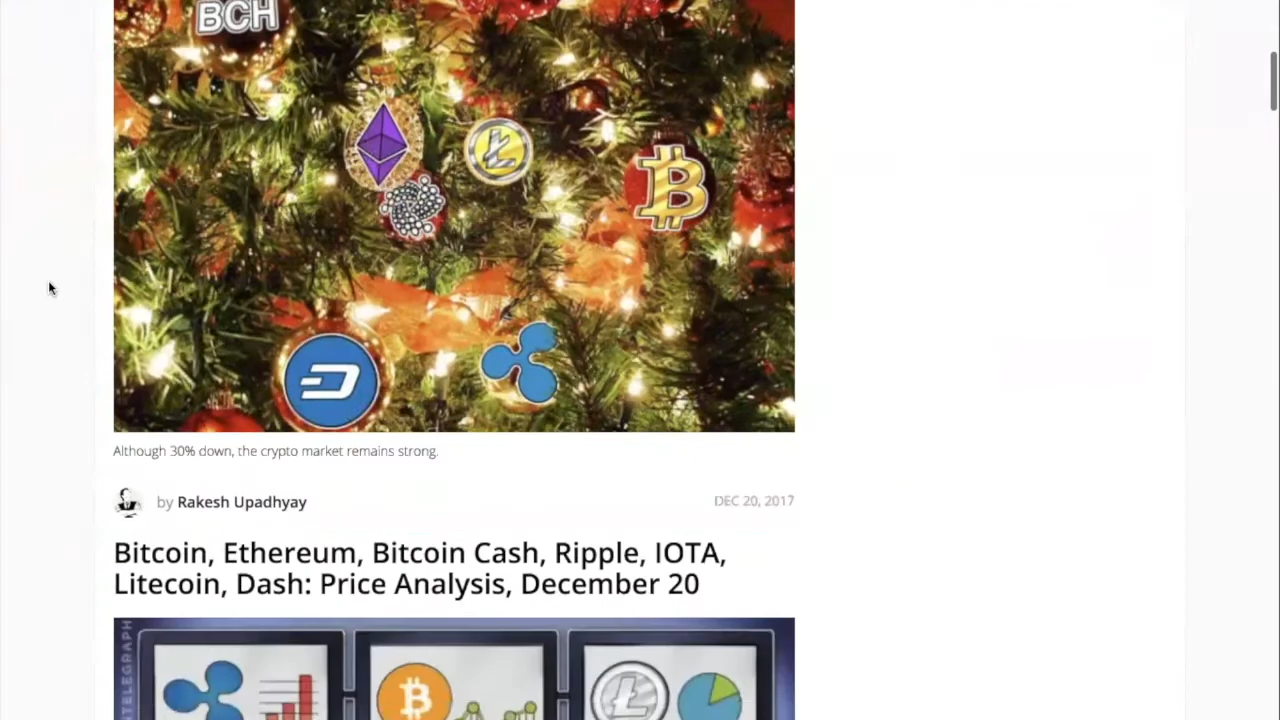 BCH
Although 30% down, the crypto market remains strong.
by Rakesh Upadhyay
DEC 20, 2017
Bitcoin, Ethereum, Bitcoin Cash, Ripple, IOTA,
Litecoin, Dash: Price Analysis, December 20
NTELEGRAPH